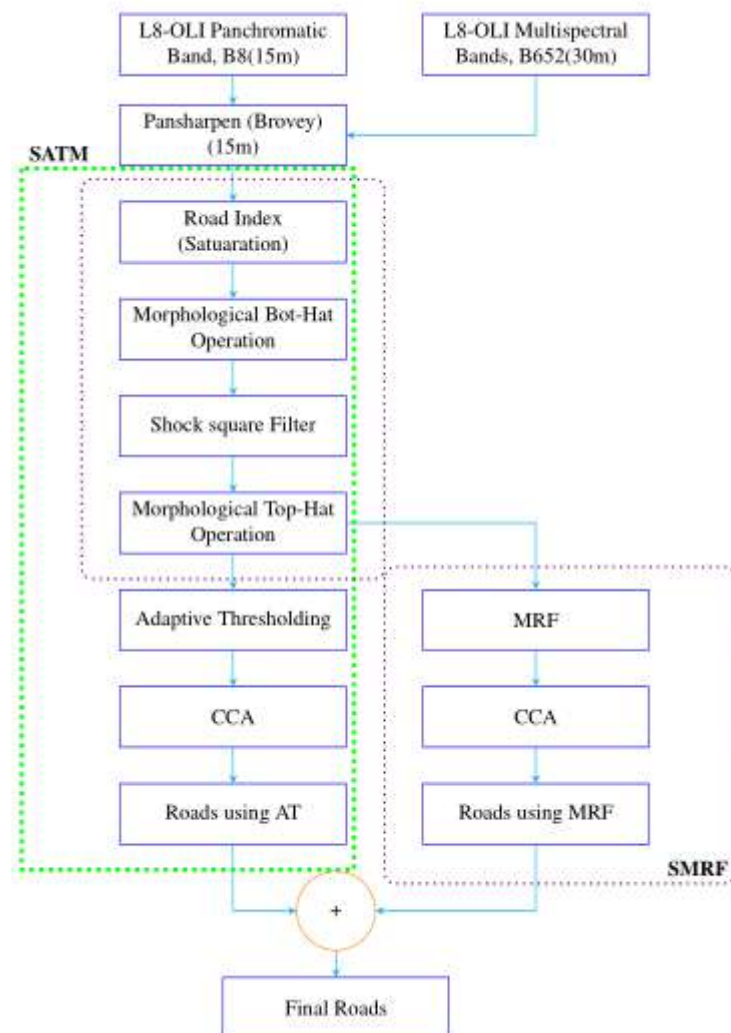 L8-OLI Panchromatic
Band, B8(15m)
L8-OLI Multispectral
Bands, B652(30m)
Pansharpen (Brovey)
(15m)
SATM
Road Index
(Satuaration)
Morphological Bot-Hat
Operation
Shock square Filter
Morphological Top-Hat
Operation
Adaptive Thresholding
MRF
CCA
CCA
Roads using AT
Roads using MRF
SMRF
+
Final Roads